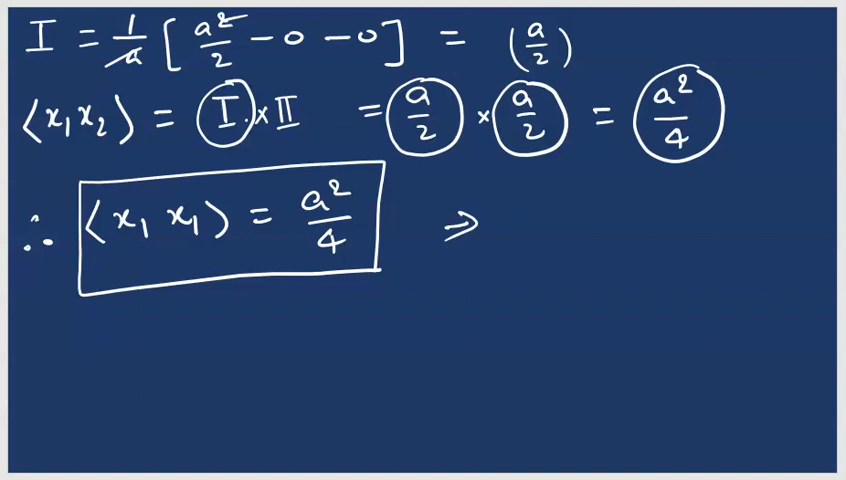 I = 1/a [ a²/2 − 0 − 0 ] = (a/2)
⟨x₁x₂⟩ = I . × II = a/2 × a/2 = a²/4
∴ ⟨x₁ x₁⟩ = a²/4 ⇒